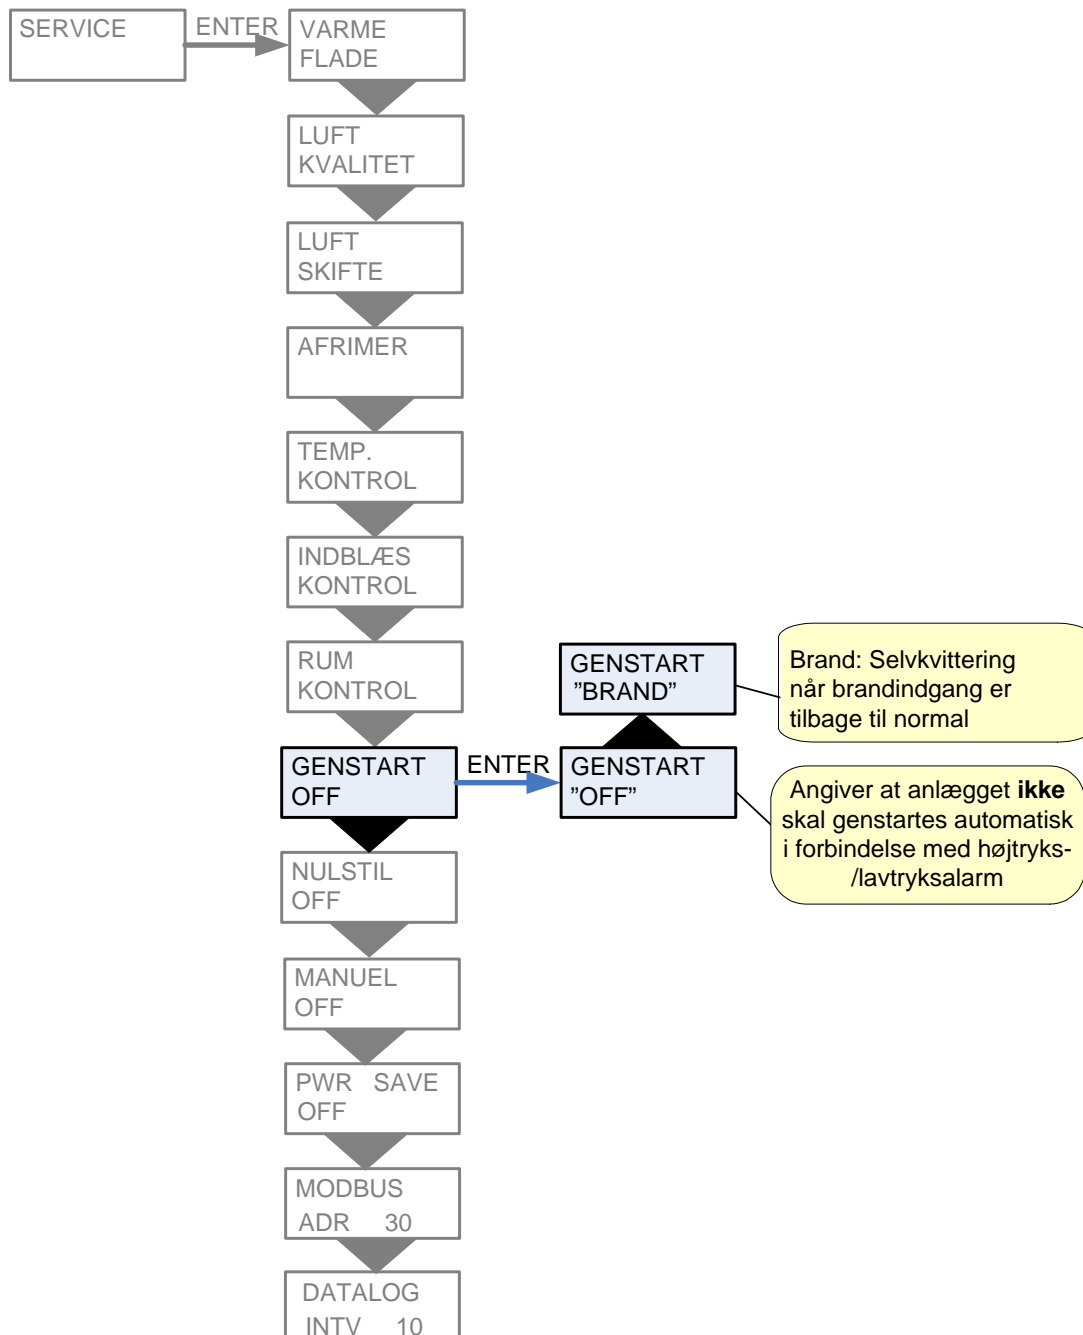 SERVICE
ENTER
VARME
FLADE
LUFT
KVALITET
LUFT
SKIFTE
AFRIMER
TEMP.
KONTROL
INDBLÆS
KONTROL
RUM
KONTROL
GENSTART
"BRAND"
Brand: Selvkvittering
når brandindgang er
tilbage til normal
GENSTART
OFF
ENTER
GENSTART
"OFF"
Angiver at anlægget ikke
skal genstartes automatisk
i forbindelse med højtryks-
/lavtryksalarm
NULSTIL
OFF
MANUEL
OFF
PWR SAVE
OFF
MODBUS
ADR 30
DATALOG
INTV 10